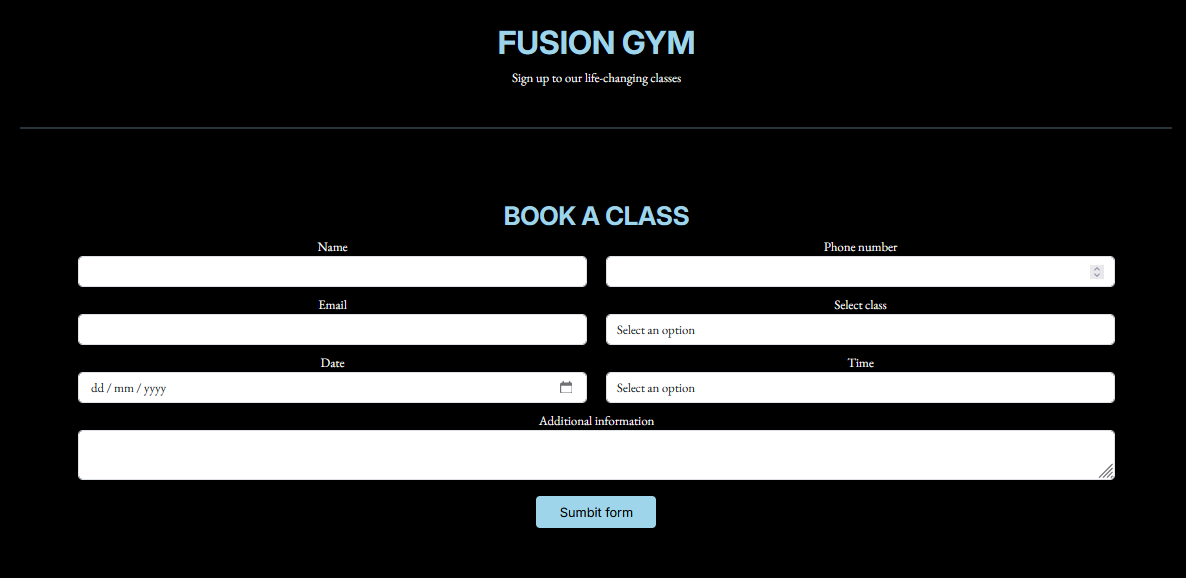 FUSION GYM
Sign up to our life-changing classes
BOOK A CLASS
Name
Phone number
Email
Select class
Select an option
Date
Time
dd / mm / yyyy
Select an option
Additional information
Sumbit form